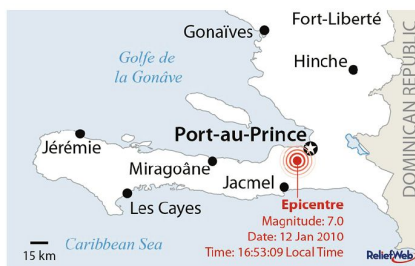 Fort-Liberté
Gonaïves
Hinche
Golfe de
la Gonâve
DOMINICAN REPUBLIC
Port-au-Prince
Jérémie
Miragoâne
Jacmel
Les Cayes
Epicentre
Magnitude: 7.0
Date: 12 Jan 2010
Time: 16:53:09 Local Time
Caribbean Sea
15 km
ReliefWeb